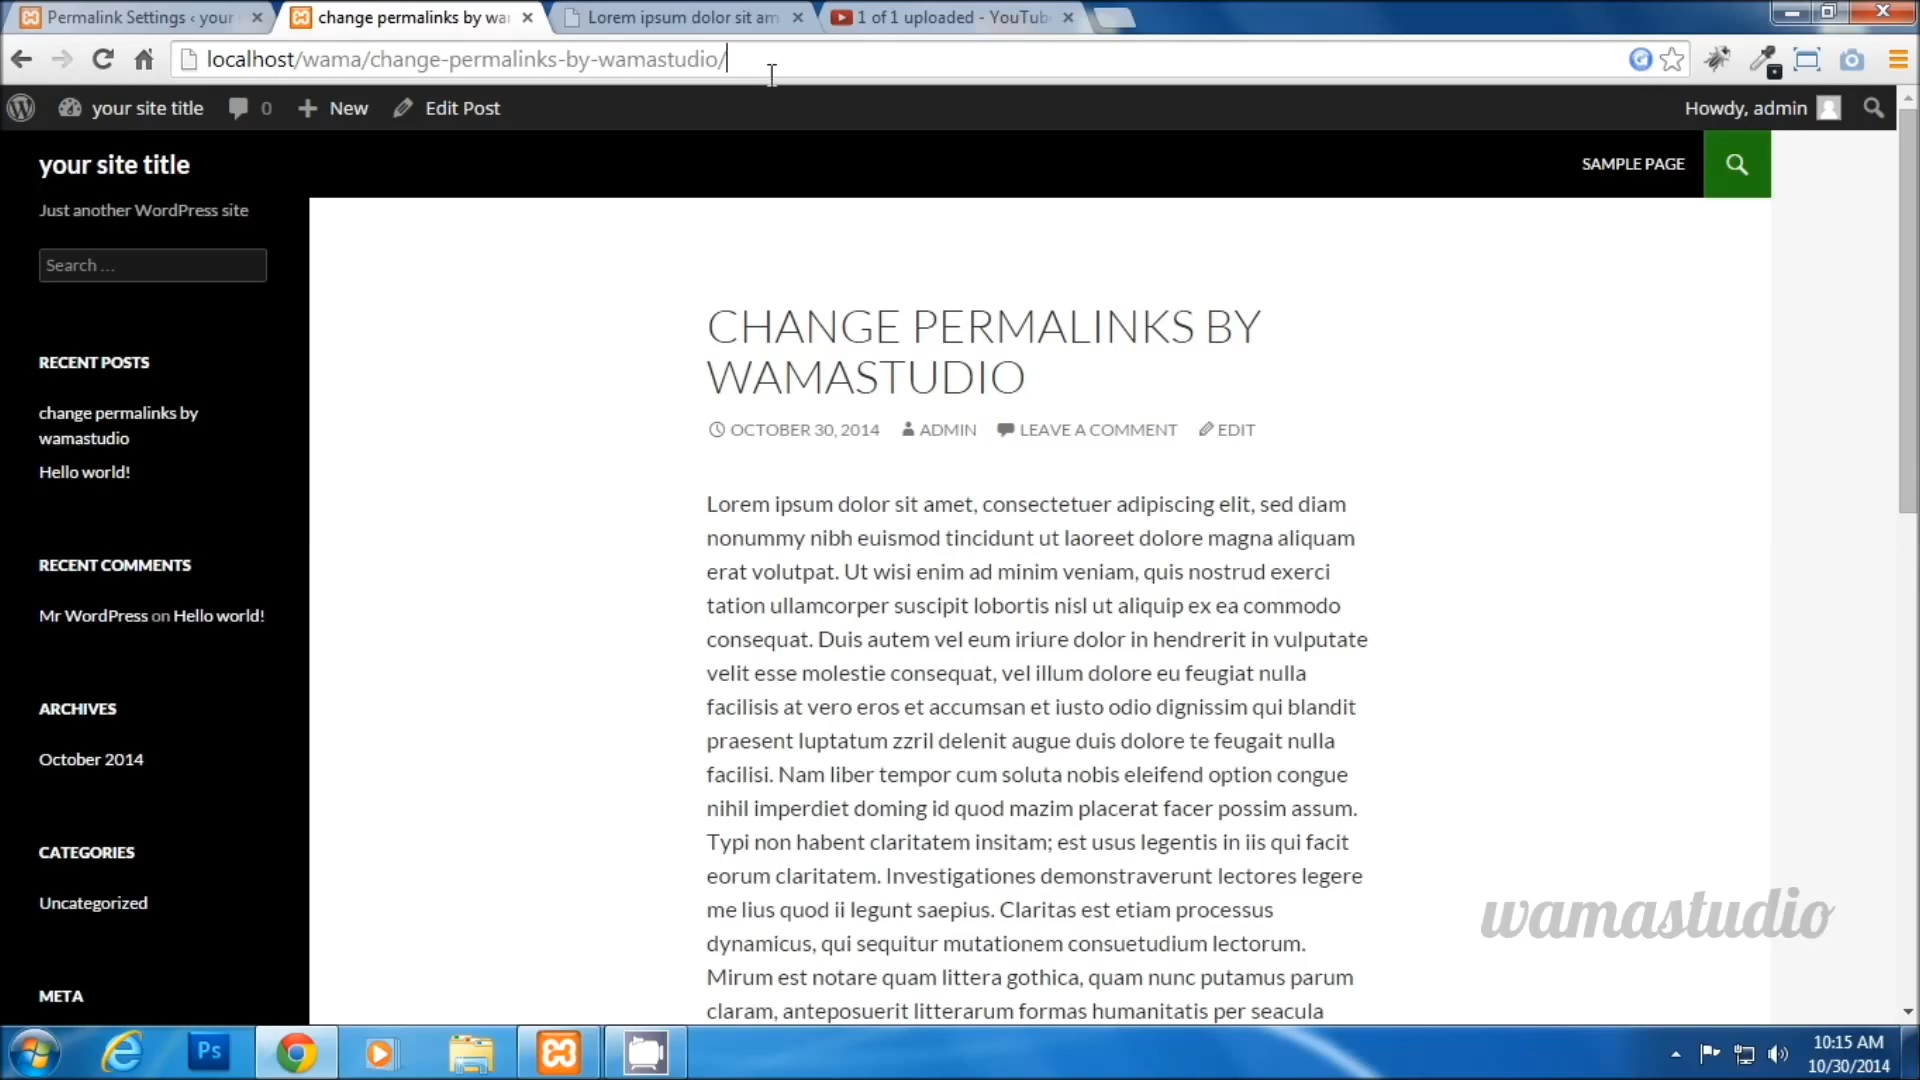 Permalink Settings ‹ your
change permalinks by wa
Lorem ipsum dolor sit am
1 of 1 uploaded - YouTub
localhost/wama/change-permalinks-by-wamastudio/
your site title
0
New
Edit Post
Howdy, admin
your site title
SAMPLE PAGE
Just another WordPress site
Search ...
RECENT POSTS
change permalinks by
wamastudio
Hello world!
RECENT COMMENTS
Mr WordPress on Hello world!
ARCHIVES
October 2014
CATEGORIES
Uncategorized
META
CHANGE PERMALINKS BY
WAMASTUDIO
OCTOBER 30, 2014 ADMIN LEAVE A COMMENT EDIT
Lorem ipsum dolor sit amet, consectetuer adipiscing elit, sed diam
nonummy nibh euismod tincidunt ut laoreet dolore magna aliquam
erat volutpat. Ut wisi enim ad minim veniam, quis nostrud exerci
tation ullamcorper suscipit lobortis nisl ut aliquip ex ea commodo
consequat. Duis autem vel eum iriure dolor in hendrerit in vulputate
velit esse molestie consequat, vel illum dolore eu feugiat nulla
facilisis at vero eros et accumsan et iusto odio dignissim qui blandit
praesent luptatum zzril delenit augue duis dolore te feugait nulla
facilisi. Nam liber tempor cum soluta nobis eleifend option congue
nihil imperdiet doming id quod mazim placerat facer possim assum.
Typi non habent claritatem insitam; est usus legentis in iis qui facit
eorum claritatem. Investigationes demonstraverunt lectores legere
me lius quod ii legunt saepius. Claritas est etiam processus
dynamicus, qui sequitur mutationem consuetudium lectorum.
Mirum est notare quam littera gothica, quam nunc putamus parum
claram, anteposuerit litterarum formas humanitatis per seacula
wamastudio
Ps
10:15 AM
10/30/2014